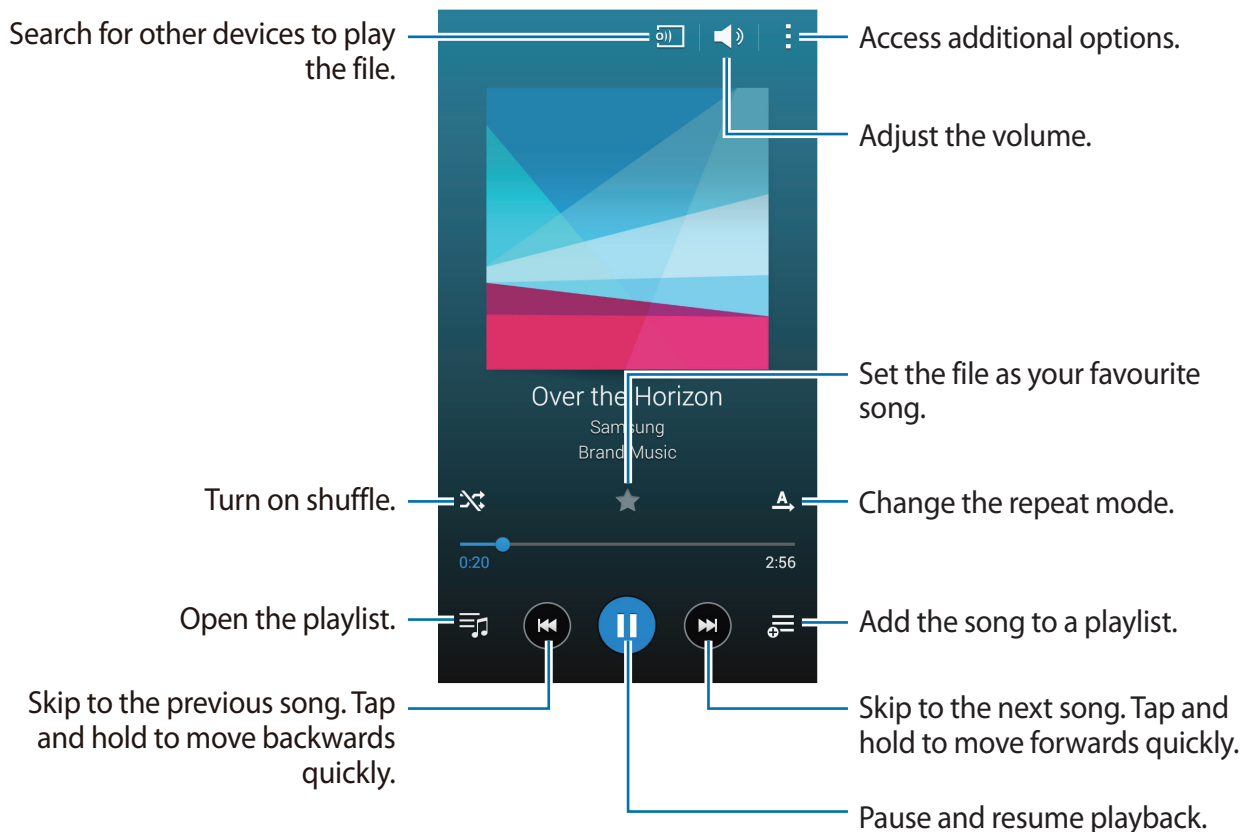 Search for other devices to play
the file.
Access additional options.
Adjust the volume.
Set the file as your favourite
song.
Over the Horizon
Samsung
Brand Music
Turn on shuffle.
A
Change the repeat mode.
0:20
2:56
Open the playlist.
Add the song to a playlist.
Skip to the previous song. Tap
and hold to move backwards
quickly.
Skip to the next song. Tap and
hold to move forwards quickly.
Pause and resume playback.